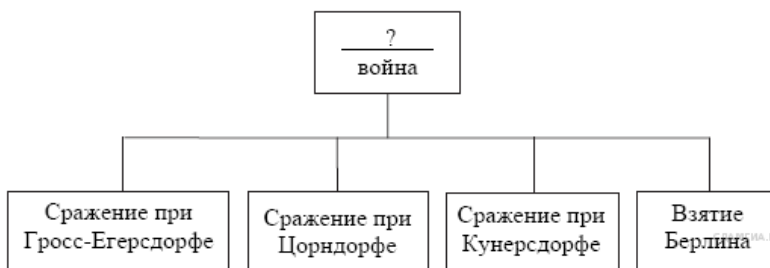 ?
война
Сражение при
Гросс-Егерсдорфе
Сражение при
Цорндорфе
Сражение при
Кунерсдорфе
Взятие
Берлина